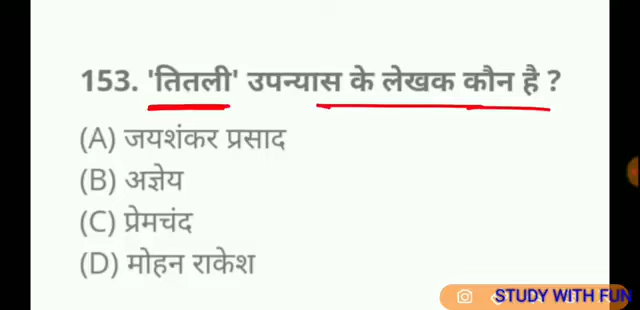 153. 'तितली' उपन्यास के लेखक कौन है ?
(A) जयशंकर प्रसाद
(B) अज्ञेय
(C) प्रेमचंद
(D) मोहन राकेश
STUDY WITH FUN